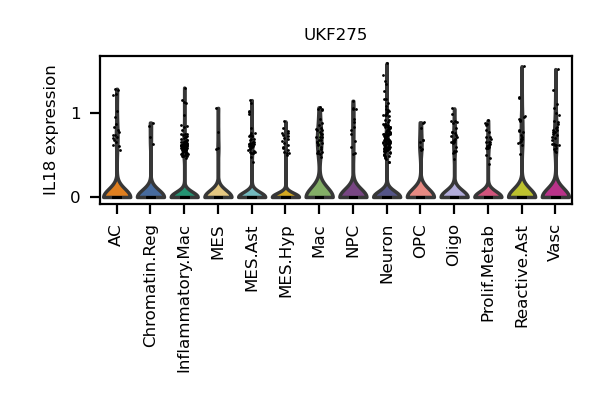 UKF275
IL18 expression
1
0
AC
Chromatin.Reg
Inflammatory.Mac
MES
MES.Ast
MES.Hyp
Mac
NPC
Neuron
OPC
Oligo
Prolif.Metab
Reactive.Ast
Vasc